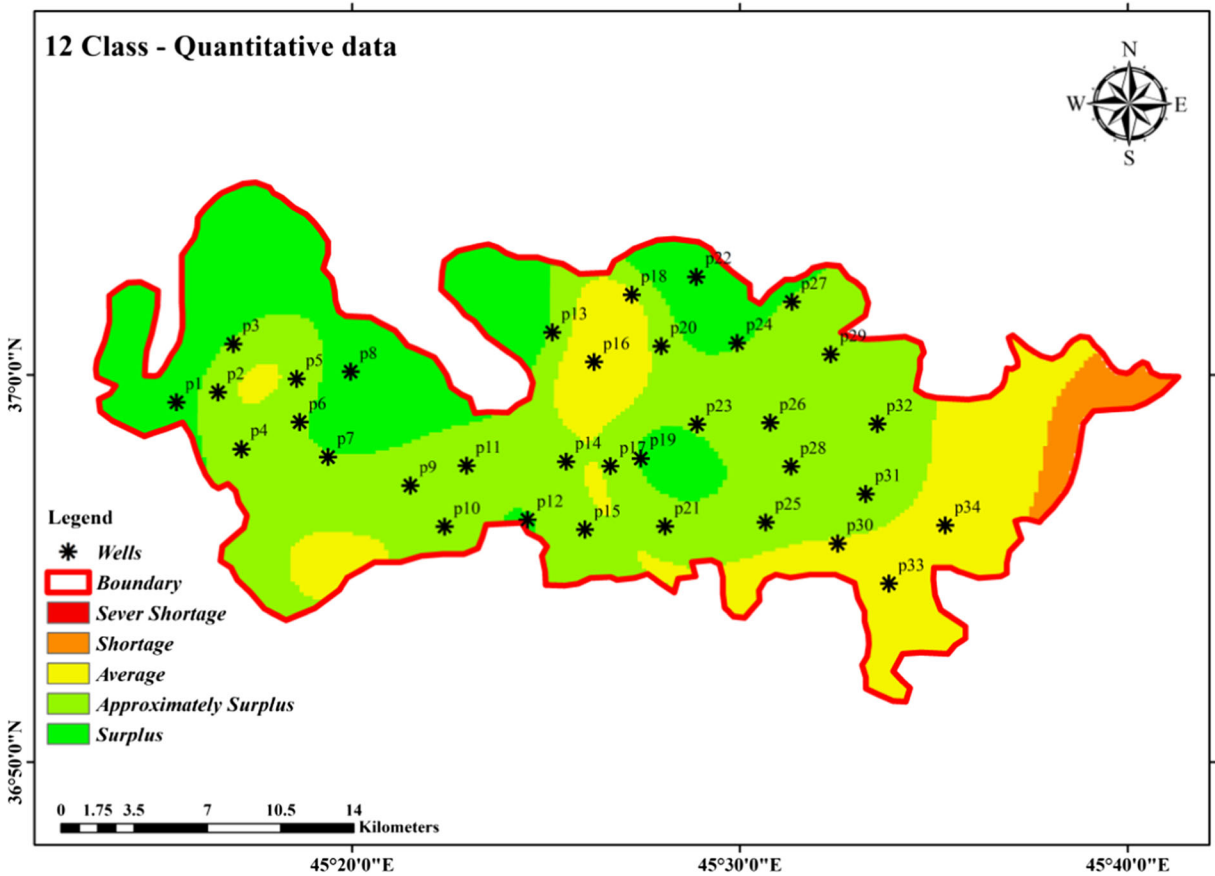 12 Class - Quantitative data
N
W E
S
p22
p18
p27
p13
p3
p20
p24
p29
p16
p8
p5
p1
p2
p6
p23
p26
p32
p4
p7
p11
p14
p17
p19
p28
p9
p31
p10
p12
p15
p21
p25
p34
p30
p33
37°0'0"N
36°50'0"N
Legend
Wells
Boundary
Sever Shortage
Shortage
Average
Approximately Surplus
Surplus
0 1.75 3.5 7 10.5 14
Kilometers
45°20'0"E 45°30'0"E 45°40'0"E